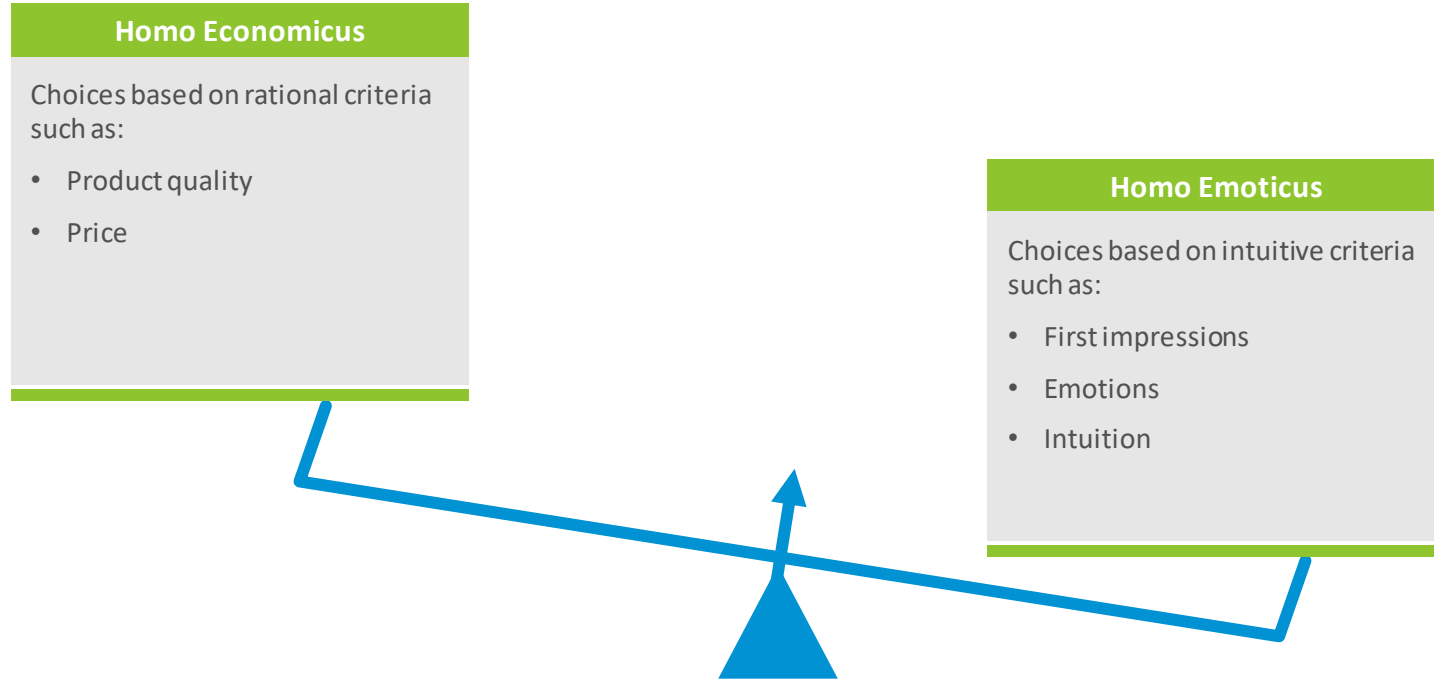 Homo Economicus
Choices based on rational criteria
such as:
• Product quality
• Price
Homo Emoticus
Choices based on intuitive criteria
such as:
• First impressions
• Emotions
• Intuition